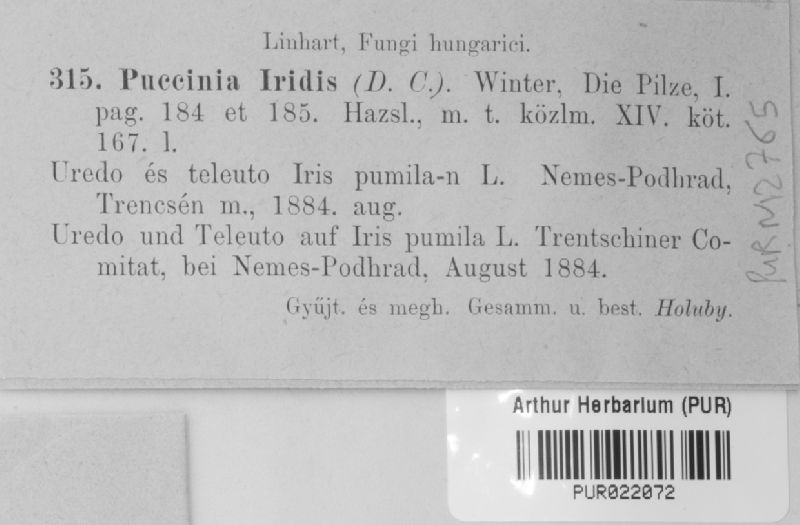 Linhart, Fungi hungarici.
315. Puccinia Iridis (D. C.). Winter, Die Pilze, I.
pag. 184 et 185. Hazsl., m. t. közlm. XIV. köt.
167. l.
Uredo és teleuto Iris pumila-n L. Nemes-Podhrad,
Trencsén m., 1884. aug.
Uredo und Teleuto auf Iris pumila L. Trentschiner Co-
mitat, bei Nemes-Podhrad, August 1884.
Gyűjt. és megh. Gesamm. u. best. Holuby.
PUR M2765
Arthur Herbarium (PUR)
PUR022072